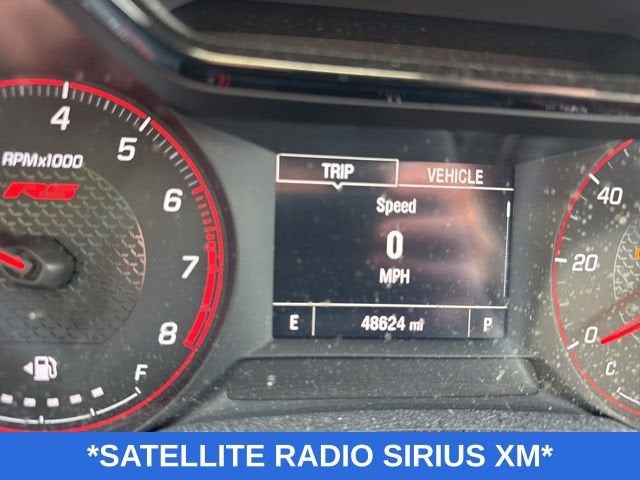 4
5
6
7
8
RPMx1000
RS
F
TRIP VEHICLE
Speed
0
MPH
E 48624 mi P
40
20
0
C
*SATELLITE RADIO SIRIUS XM*